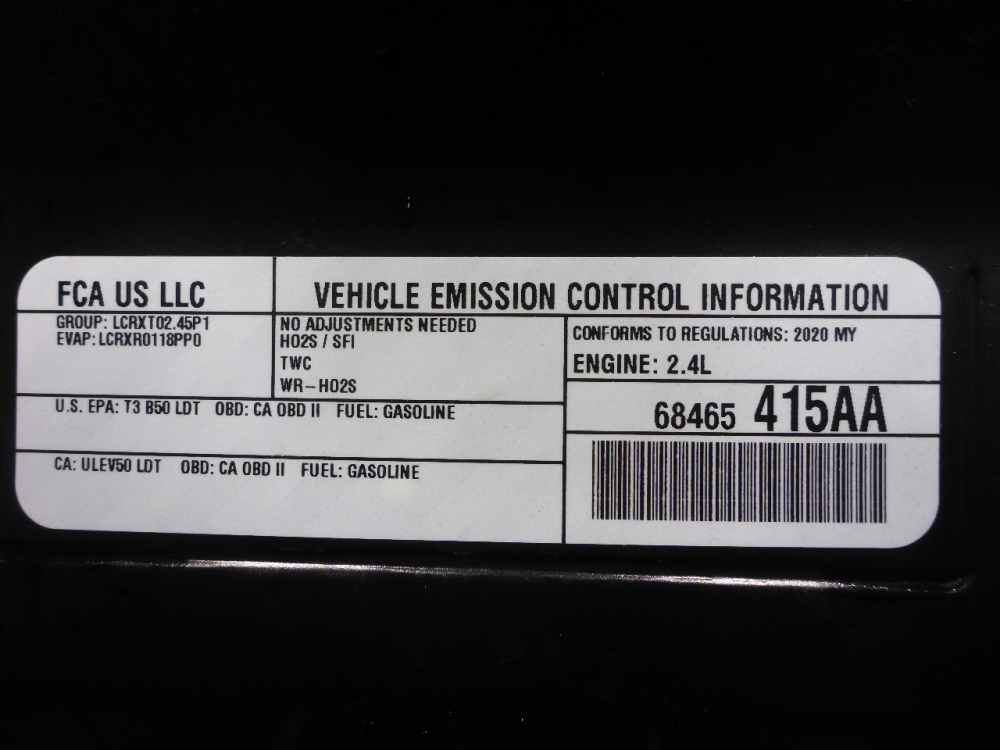 FCA US LLC
VEHICLE EMISSION CONTROL INFORMATION
GROUP: LCRXT02.45P1
EVAP: LCRXR0118PP0
NO ADJUSTMENTS NEEDED
HO2S / SFI
TWC
WR-HO2S
CONFORMS TO REGULATIONS: 2020 MY
ENGINE: 2.4L
68465 415AA
U.S. EPA: T3 B50 LDT OBD: CA OBD II FUEL: GASOLINE
CA: ULEV50 LDT OBD: CA OBD II FUEL: GASOLINE